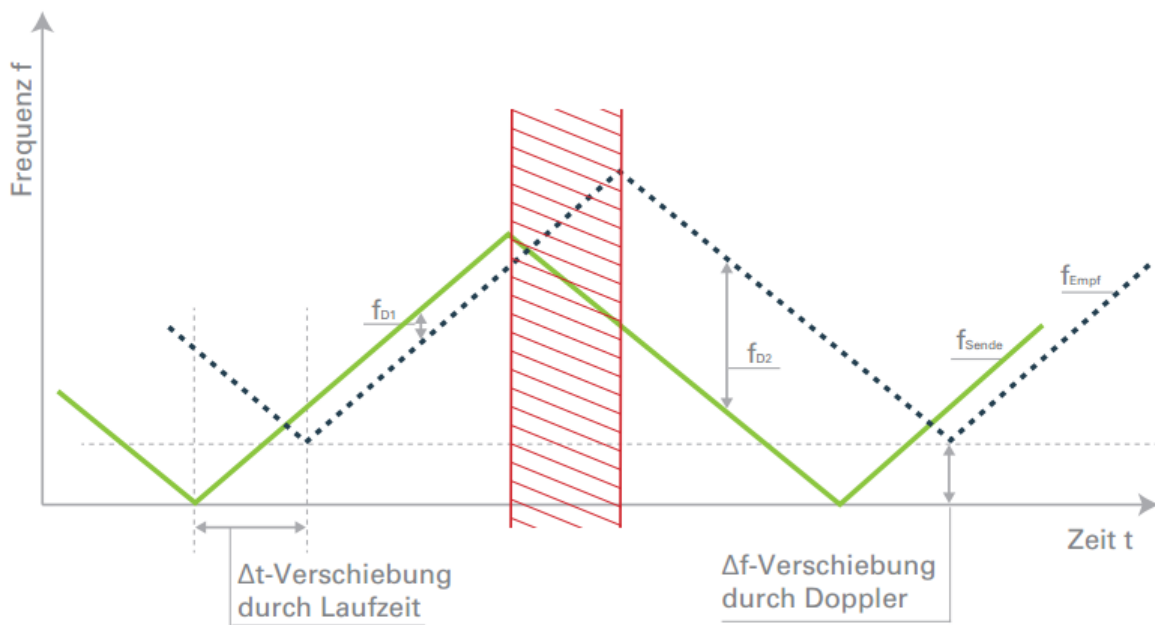 Frequenz f
f_D1
f_D2
f_Empf
f_Sende
Zeit t
Δt-Verschiebung
durch Laufzeit
Δf-Verschiebung
durch Doppler